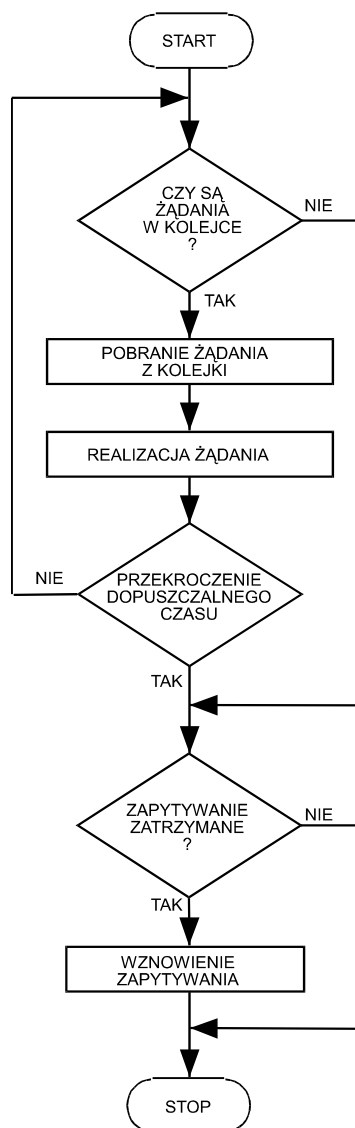 START
CZY SĄ
ŻĄDANIA
W KOLEJCE
?
NIE
TAK
POBRANIE ŻĄDANIA
Z KOLEJKI
REALIZACJA ŻĄDANIA
NIE
PRZEKROCZENIE
DOPUSZCZALNEGO
CZASU
TAK
ZAPYTYWANIE
ZATRZYMANE
?
NIE
TAK
WZNOWIENIE
ZAPYTYWANIA
STOP